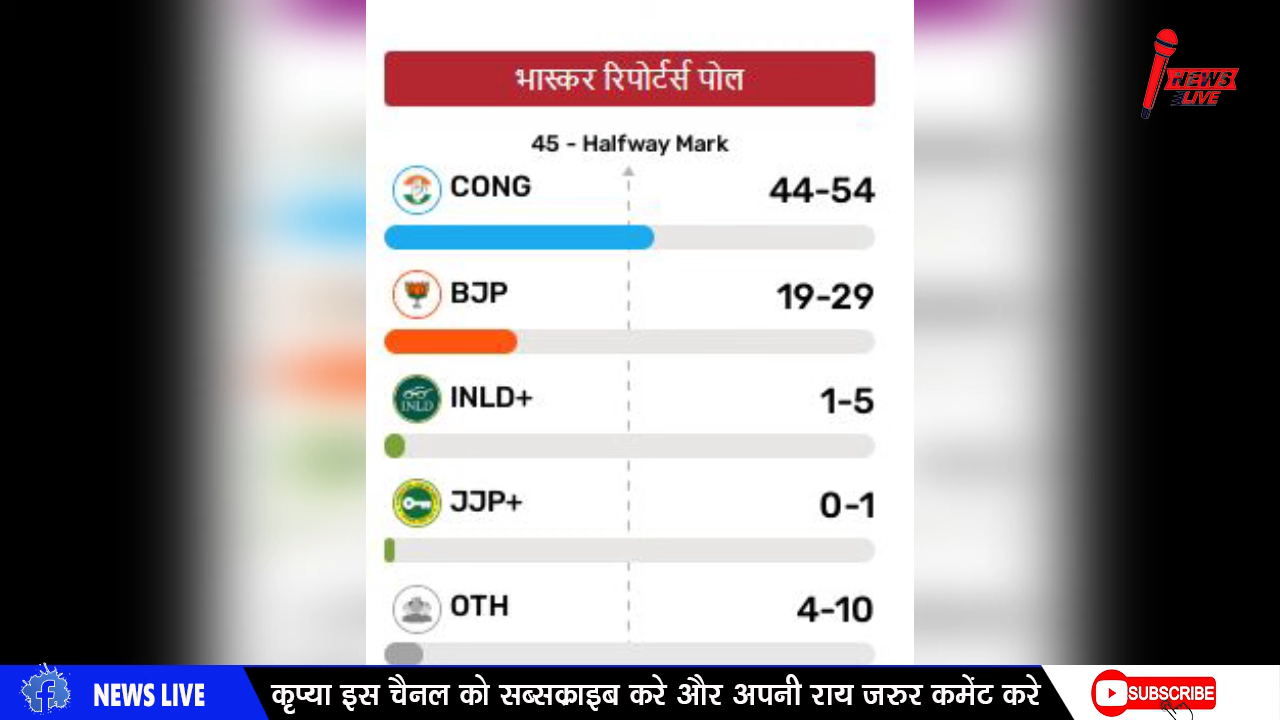 भास्कर रिपोर्टर्स पोल
NEWS
LIVE
45 - Halfway Mark
CONG 44-54
BJP 19-29
INLD
INLD+ 1-5
JJP+ 0-1
OTH 4-10
NEWS LIVE
कृप्या इस चैनल को सब्सक्राइब करे और अपनी राय जरुर कमेंट करे
SUBSCRIBE